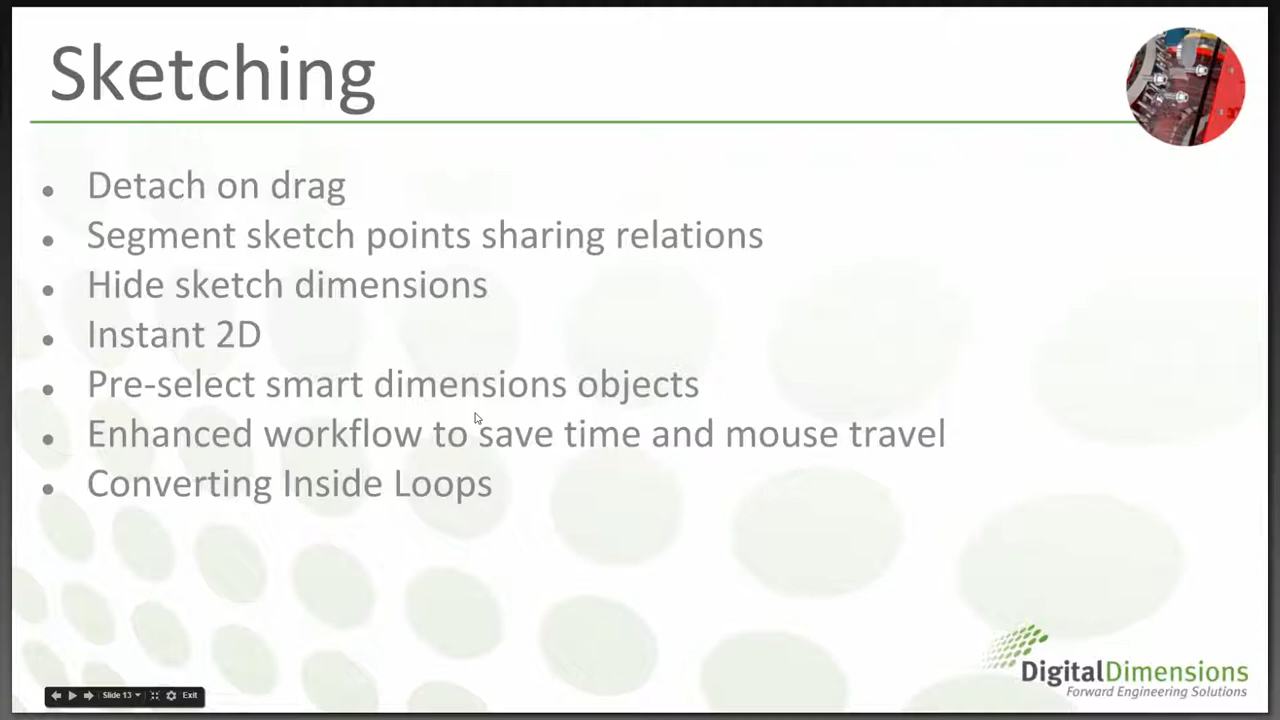 Sketching
Detach on drag
Segment sketch points sharing relations
Hide sketch dimensions
Instant 2D
Pre-select smart dimensions objects
Enhanced workflow to save time and mouse travel
Converting Inside Loops
DigitalDimensions
Forward Engineering Solutions
Slide 13
Exit